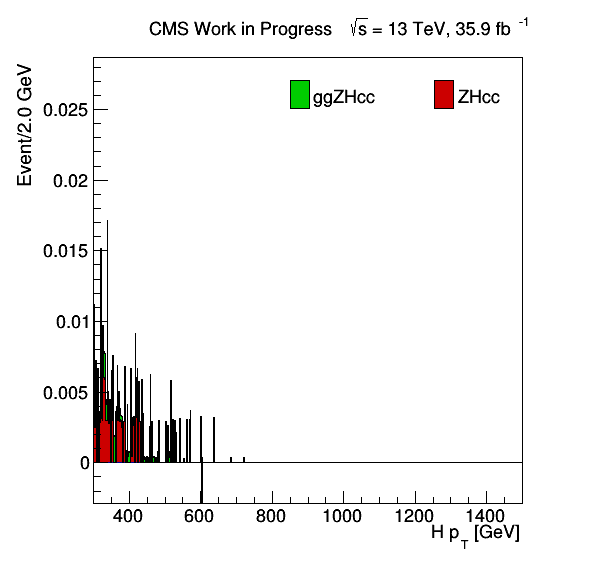 CMS Work in Progress √s = 13 TeV, 35.9 fb -1
Event/2.0 GeV
ggZHcc
ZHcc
0.025
0.02
0.015
0.01
0.005
0
400 600 800 1000 1200 1400
H pT [GeV]